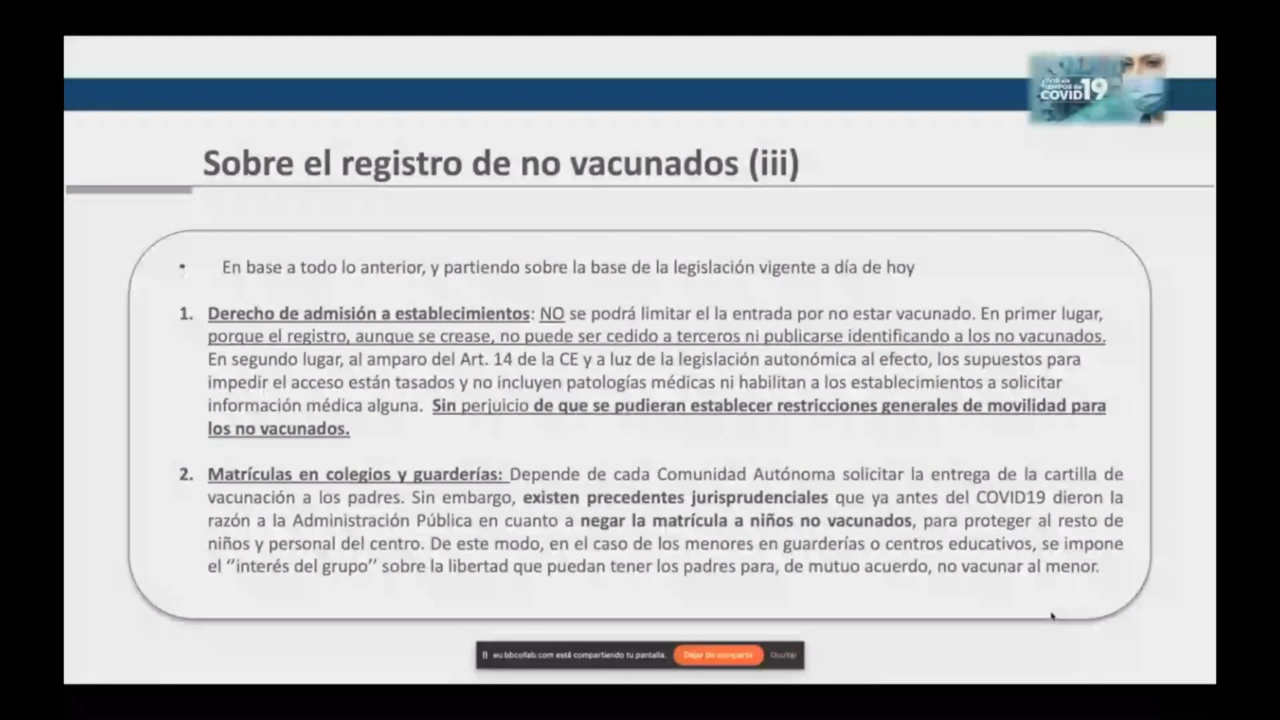 TIEMPOS de
COVID19
Sobre el registro de no vacunados (iii)
• En base a todo lo anterior, y partiendo sobre la base de la legislación vigente a día de hoy
1. Derecho de admisión a establecimientos: NO se podrá limitar el la entrada por no estar vacunado. En primer lugar,
porque el registro, aunque se crease, no puede ser cedido a terceros ni publicarse identificando a los no vacunados.
En segundo lugar, al amparo del Art. 14 de la CE y a luz de la legislación autonómica al efecto, los supuestos para
impedir el acceso están tasados y no incluyen patologías médicas ni habilitan a los establecimientos a solicitar
información médica alguna. Sin perjuicio de que se pudieran establecer restricciones generales de movilidad para
los no vacunados.
2. Matrículas en colegios y guarderías: Depende de cada Comunidad Autónoma solicitar la entrega de la cartilla de
vacunación a los padres. Sin embargo, existen precedentes jurisprudenciales que ya antes del COVID19 dieron la
razón a la Administración Pública en cuanto a negar la matrícula a niños no vacunados, para proteger al resto de
niños y personal del centro. De este modo, en el caso de los menores en guarderías o centros educativos, se impone
el ‘‘interés del grupo’’ sobre la libertad que puedan tener los padres para, de mutuo acuerdo, no vacunar al menor.
eu.bbcollab.com está compartiendo tu pantalla. Dejar de compartir Ocultar